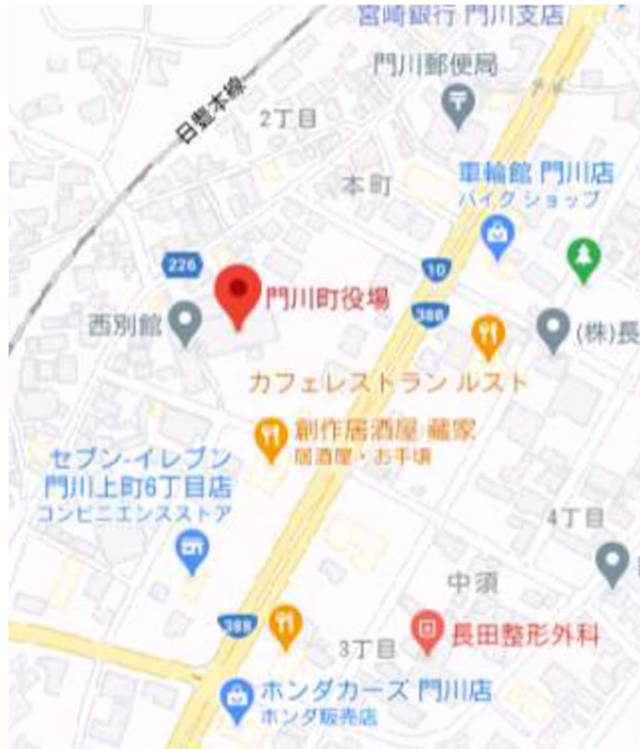 宮崎銀行 門川支店
門川郵便局
日豊本線
2丁目
車輪館 門川店
バイク ショップ
本町
226
10
門川町役場
388
西別館
(株)長
カフェレストラン ルスト
創作居酒屋 蔵家
居酒屋・お手頃
セブン-イレブン
門川上町6丁目店
コンビニエンスストア
4丁目
中須
388
3丁目
長田整形外科
ホンダカーズ 門川店
ホンダ販売店